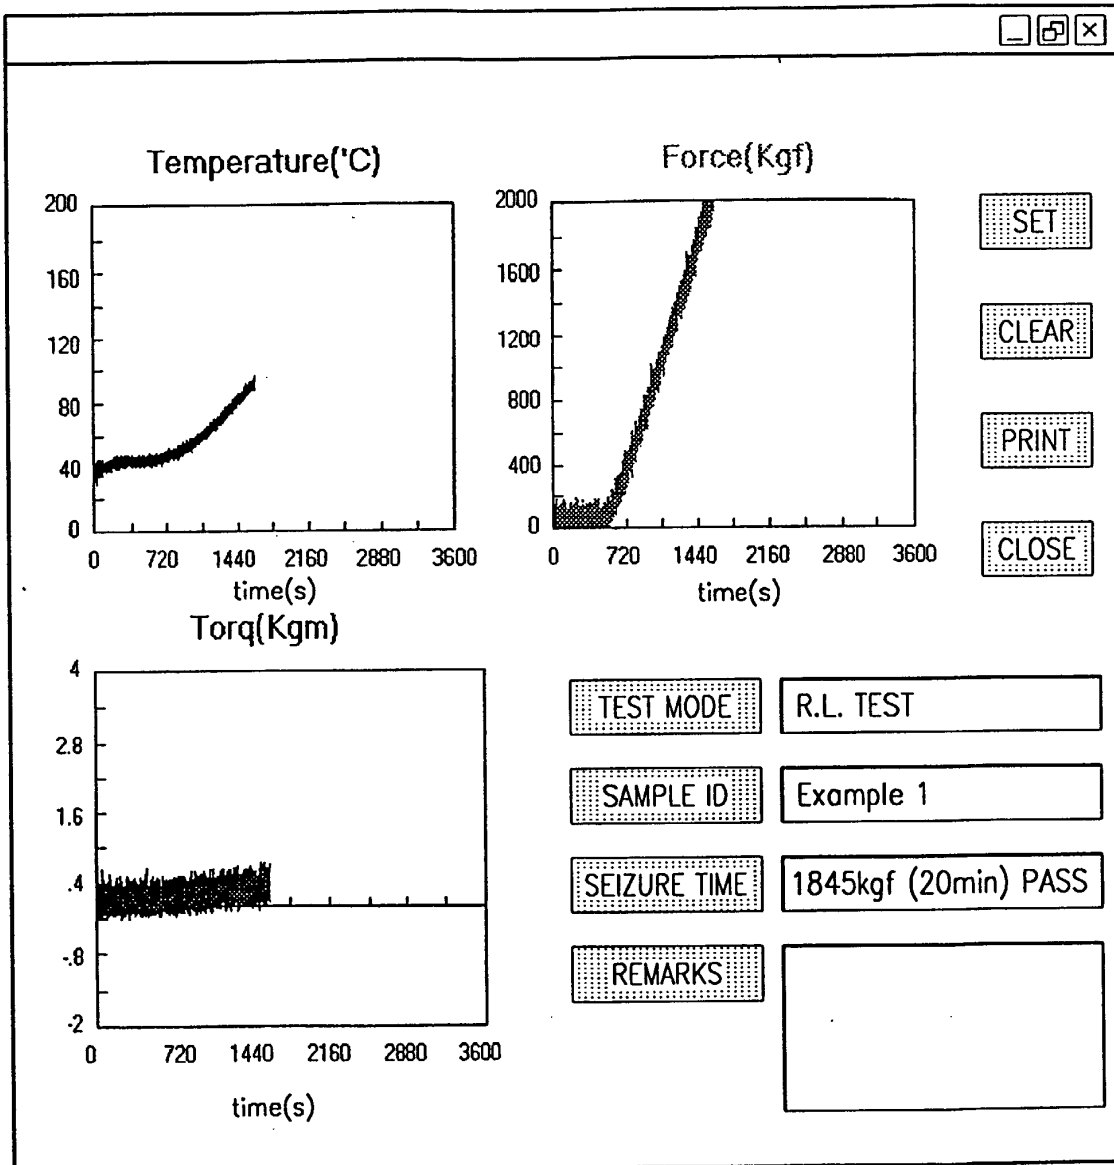 Temperature('C)
200
160
120
80
40
0
0 720 1440 2160 2880 3600
time(s)
Force(Kgf)
2000
1600
1200
800
400
0
0 720 1440 2160 2880 3600
time(s)
SET
CLEAR
PRINT
CLOSE
Torq(Kgm)
4
2.8
1.6
.4
-.8
-2
0 720 1440 2160 2880 3600
time(s)
TEST MODE R.L. TEST
SAMPLE ID Example 1
SEIZURE TIME 1845kgf (20min) PASS
REMARKS